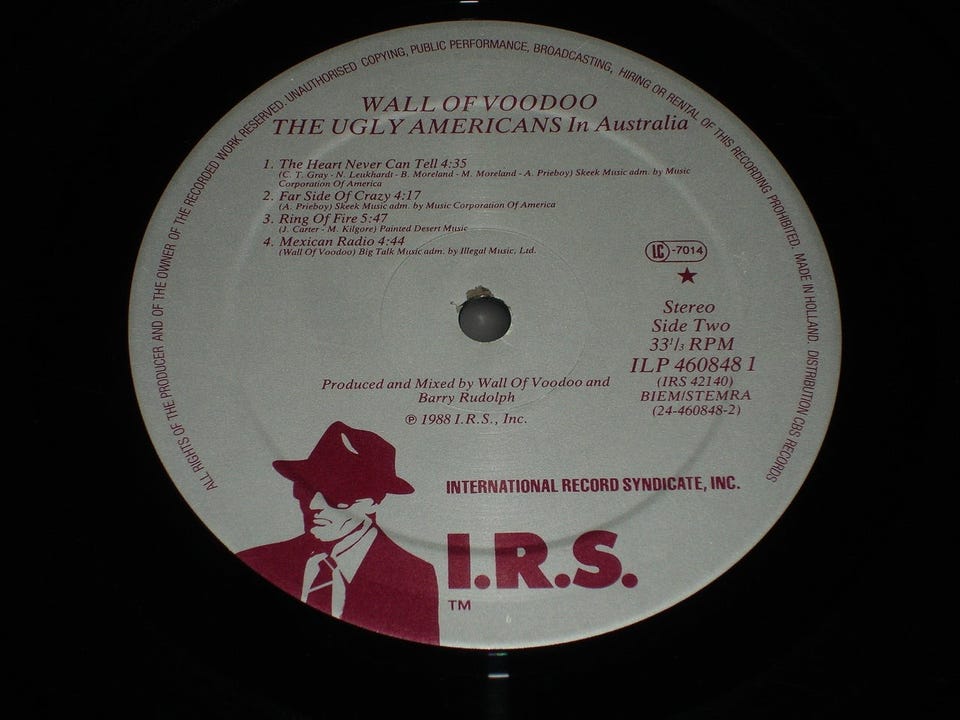 ALL RIGHTS OF THE PRODUCER AND OF THE OWNER OF THE RECORDED WORK RESERVED. UNAUTHORISED COPYING, PUBLIC PERFORMANCE, BROADCASTING, HIRING OR RENTAL OF THIS RECORDING PROHIBITED. MADE IN HOLLAND. DISTRIBUTION CBS RECORDS
WALL OF VOODOO
THE UGLY AMERICANS In Australia
1. The Heart Never Can Tell 4:35
(C. T. Gray - N. Leukhardt - B. Moreland - M. Moreland - A. Prieboy) Skeek Music adm. by Music
Corporation Of America
2. Far Side Of Crazy 4:17
(A. Prieboy) Skeek Music adm. by Music Corporation Of America
3. Ring Of Fire 5:47
(J. Carter - M. Kilgore) Painted Desert Music
4. Mexican Radio 4:44
(Wall Of Voodoo) Big Talk Music adm. by Illegal Music, Ltd.
LC-7014
Stereo
Side Two
33 1/3 RPM
ILP 460848 1
(IRS 42140)
BIEM/STEMRA
(24-460848-2)
Produced and Mixed by Wall Of Voodoo and
Barry Rudolph
℗ 1988 I.R.S., Inc.
INTERNATIONAL RECORD SYNDICATE, INC.
I.R.S.
TM